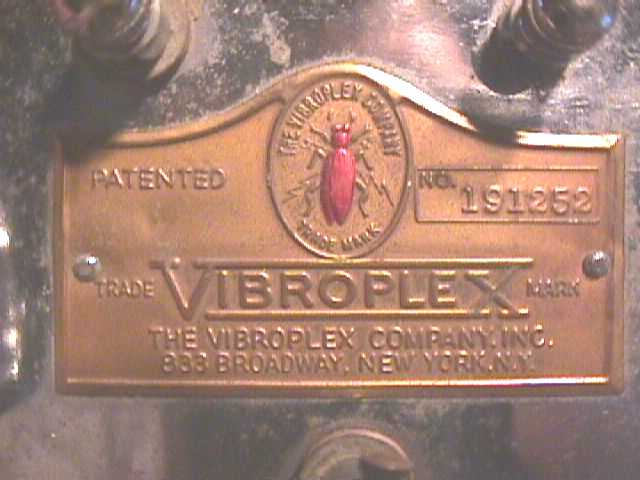 THE VIBROPLEX COMPANY
TRADE MARK
PATENTED
NO. 191252
TRADE VIBROPLEX MARK
THE VIBROPLEX COMPANY, INC.
833 BROADWAY, NEW YORK, N.Y.